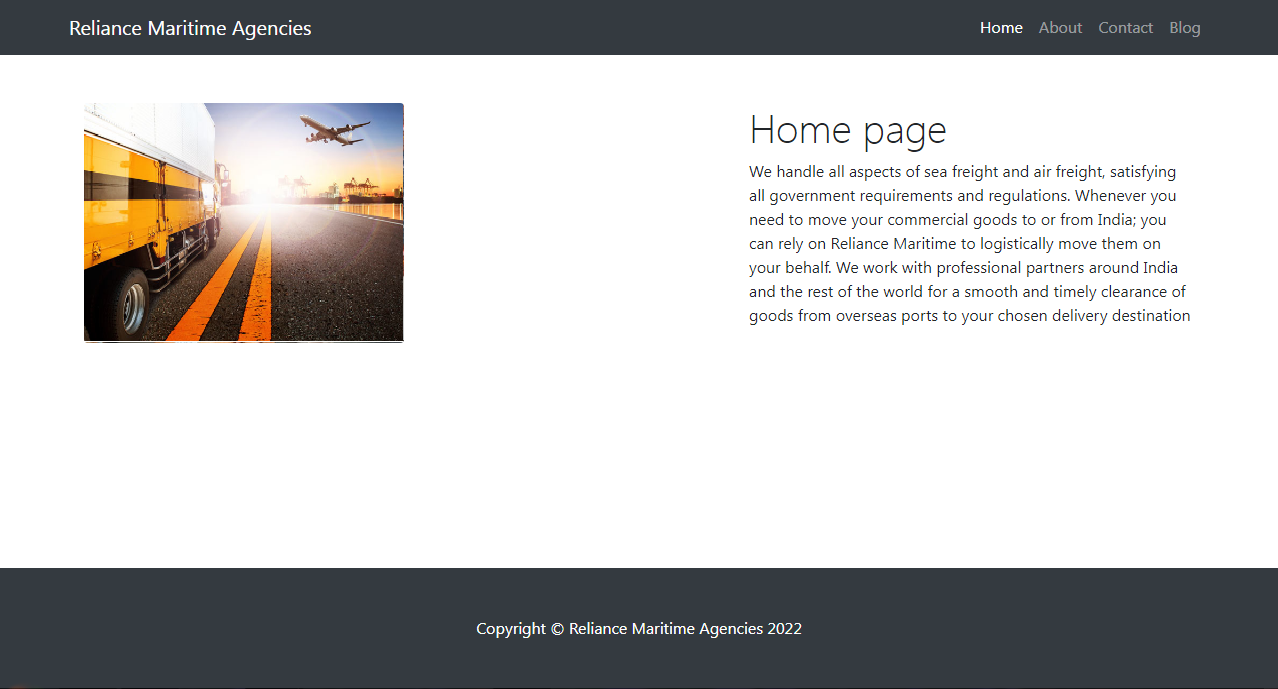 Reliance Maritime Agencies
Home About Contact Blog
Home page
We handle all aspects of sea freight and air freight, satisfying
all government requirements and regulations. Whenever you
need to move your commercial goods to or from India; you
can rely on Reliance Maritime to logistically move them on
your behalf. We work with professional partners around India
and the rest of the world for a smooth and timely clearance of
goods from overseas ports to your chosen delivery destination
Copyright © Reliance Maritime Agencies 2022